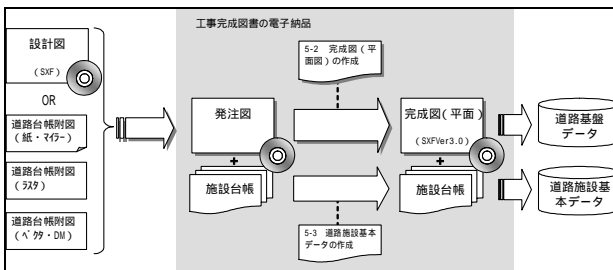 工事完成図書の電子納品
設計図
(SXF)
OR
道路台帳附図
(紙・マイラー)
道路台帳附図
(ラスタ)
道路台帳附図
(ベクタ・DM)
発注図
+
施設台帳
5-2 完成図(平
面図)の作成
5-3 道路施設基本
データの作成
完成図(平面)
(SXFVer3.0)
+
施設台帳
道路基盤
データ
道路施設基
本データ